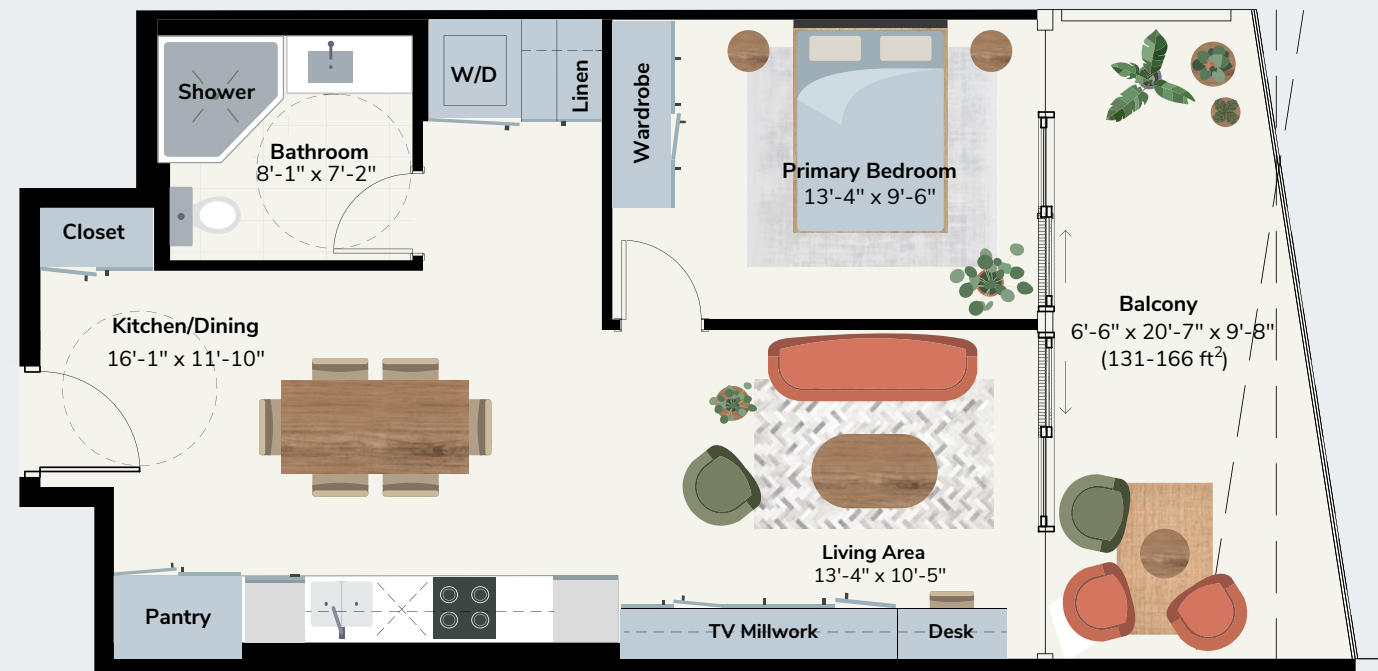 Shower
W/D
Linen
Wardrobe
Bathroom
8'-1" x 7'-2"
Primary Bedroom
13'-4" x 9'-6"
Closet
Kitchen/Dining
16'-1" x 11'-10"
Balcony
6'-6" x 20'-7" x 9'-8"
(131-166 ft²)
Living Area
13'-4" x 10'-5"
Pantry
TV Millwork
Desk